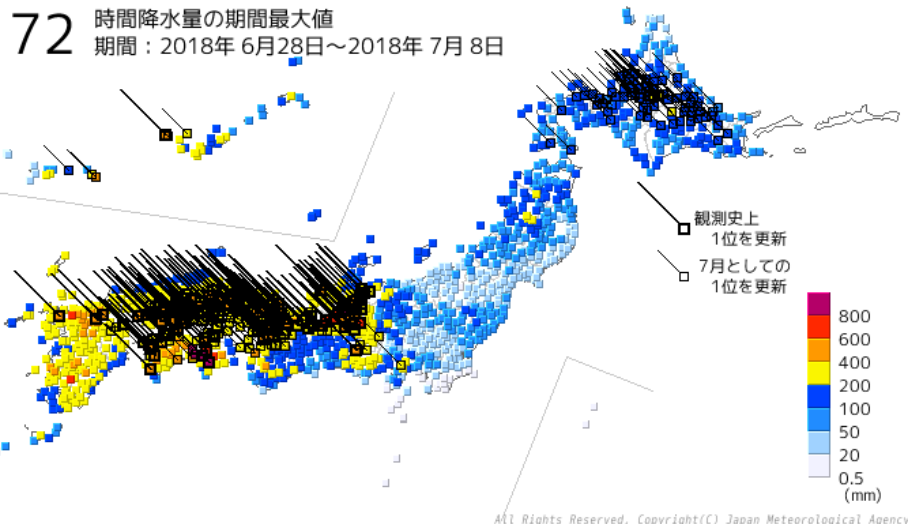 72
時間降水量の期間最大値
期間：2018年 6月28日～2018年 7月 8日
観測史上
1位を更新
7月としての
1位を更新
800
600
400
200
100
50
20
0.5
(mm)
All Rights Reserved, Copyright(C) Japan Meteorological Agency